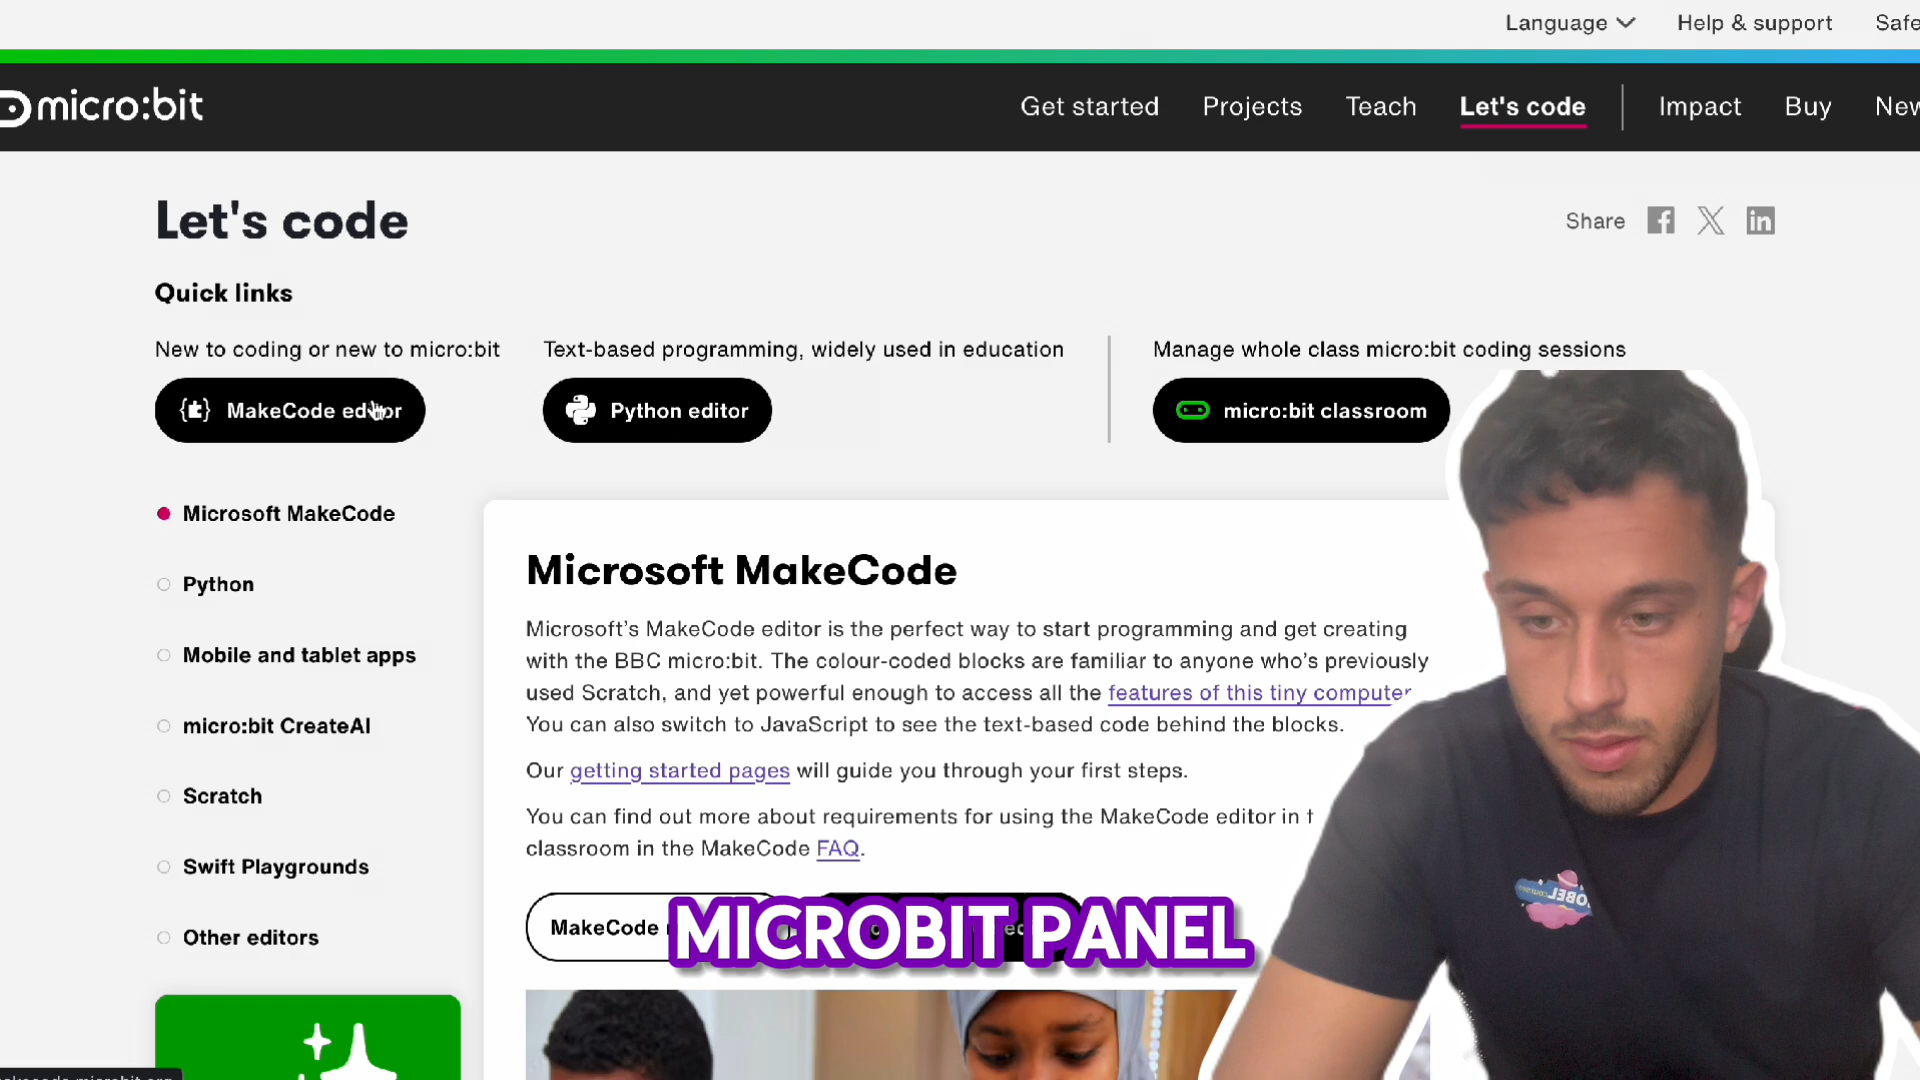 Language
Help & support
micro:bit
Get started
Projects
Teach
Let's code
Impact
Buy
Let's code
Share
Quick links
New to coding or new to micro:bit
Text-based programming, widely used in education
Manage whole class micro:bit coding sessions
MakeCode editor
Python editor
micro:bit classroom
Microsoft MakeCode
Python
Mobile and tablet apps
micro:bit CreateAI
Scratch
Swift Playgrounds
Other editors
Microsoft MakeCode
Microsoft's MakeCode editor is the perfect way to start programming and get creating
with the BBC micro:bit. The colour-coded blocks are familiar to anyone who's previously
used Scratch, and yet powerful enough to access all the features of this tiny computer
You can also switch to JavaScript to see the text-based code behind the blocks.
Our getting started pages will guide you through your first steps.
You can find out more about requirements for using the MakeCode editor in
classroom in the MakeCode FAQ.
MakeCode
MICROBIT PANEL